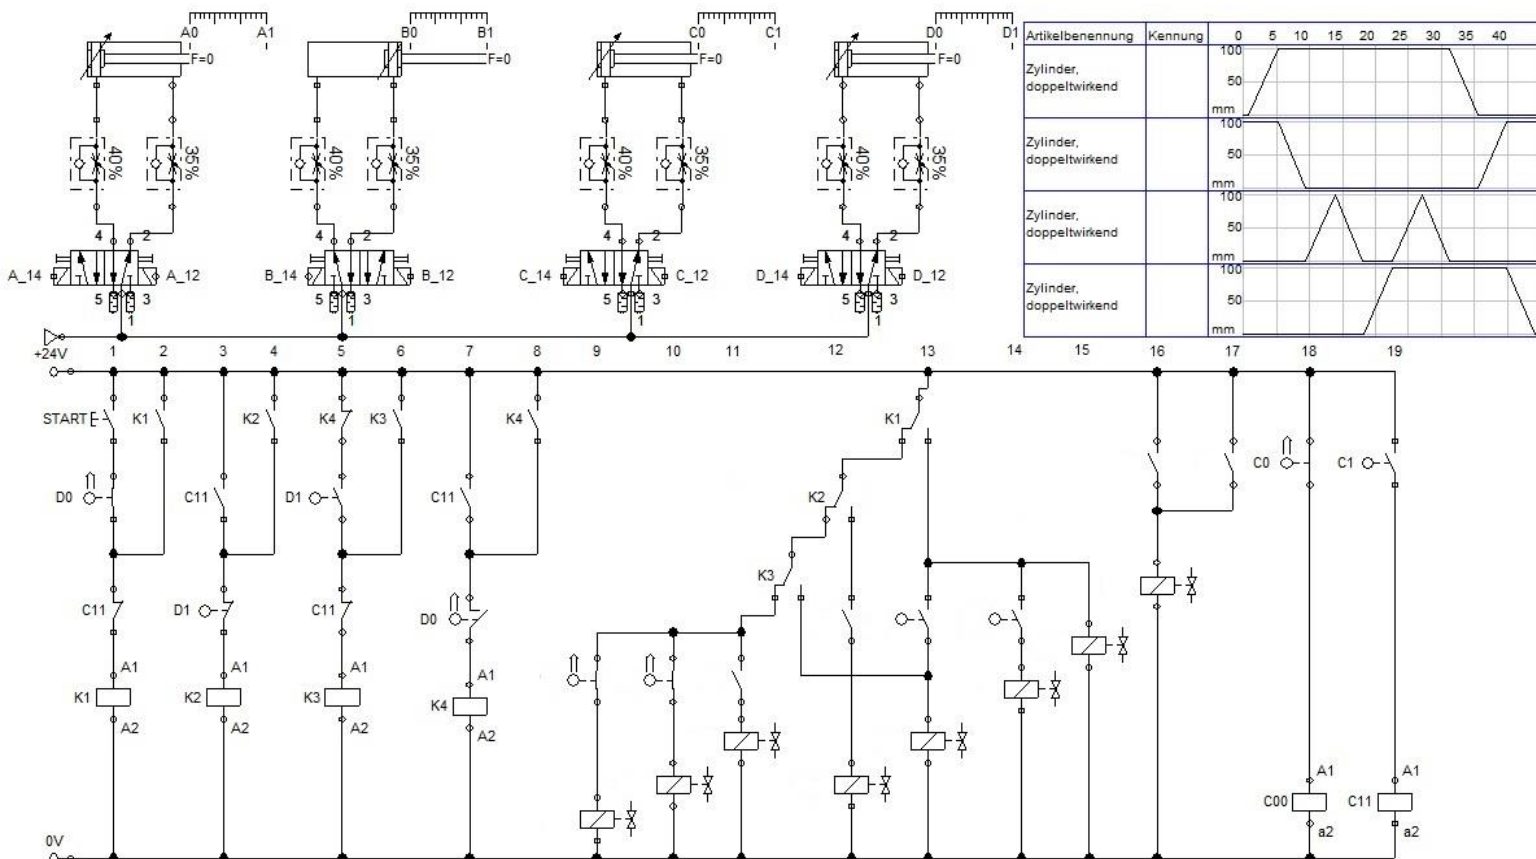 A0 A1 B0 B1 C0 C1 D0 D1
F=0 F=0 F=0 F=0
40% 35% 40% 35% 40% 35% 40% 35%
4 2 4 2 4 2 4 2
A_14 A_12 B_14 B_12 C_14 C_12 D_14 D_12
5 3 5 3 5 3 5 3
1 1 1 1
Artikelbenennung Kennung 0 5 10 15 20 25 30 35 40
Zylinder,
doppeltwirkend
100
50
mm
Zylinder,
doppeltwirkend
100
50
mm
Zylinder,
doppeltwirkend
100
50
mm
Zylinder,
doppeltwirkend
100
50
mm
+24V 1 2 3 4 5 6 7 8 9 10 11 12 13 14 15 16 17 18 19
START K1 K2 K4 K3 K4 K1
C0 C1
D0 C11 D1 C11 K2
K3
C11 D1 C11 D0
A1 A1 A1 A1
K1 K2 K3 K4
A2 A2 A2 A2
A1 A1
C00 C11
a2 a2
0V